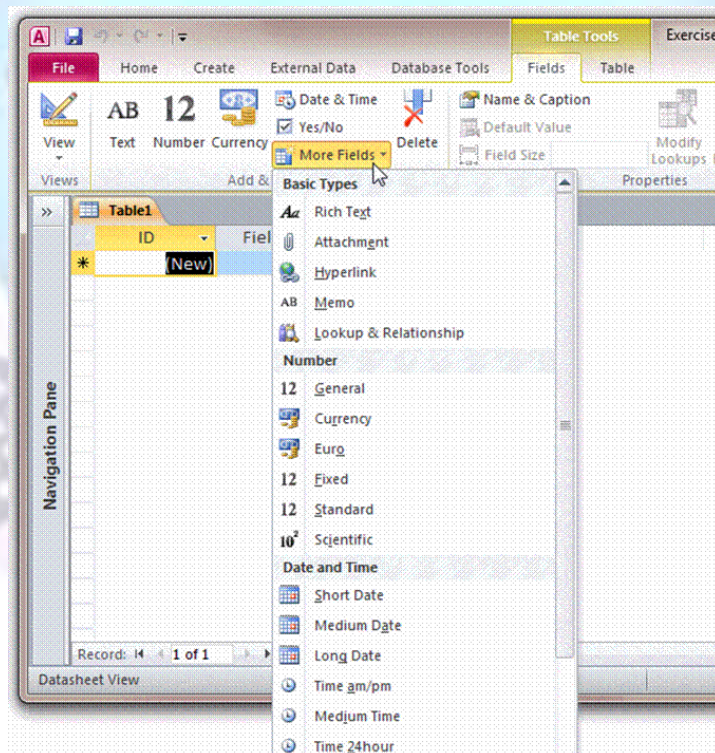 A
Table Tools
Exercise
File Home Create External Data Database Tools Fields Table
View
AB
Text
12
Number
Currency
Date & Time
Yes/No
More Fields
Delete
Name & Caption
Default Value
Field Size
Modify
Lookups
Views
Add &
Properties
Table1
ID
Fiel
(New)
Navigation Pane
Basic Types
Aa Rich Text
Attachment
Hyperlink
AB Memo
Lookup & Relationship
Number
12 General
Currency
Euro
12 Fixed
12 Standard
10² Scientific
Date and Time
Short Date
Medium Date
Long Date
Time am/pm
Medium Time
Time 24hour
Record: 1 of 1
Datasheet View